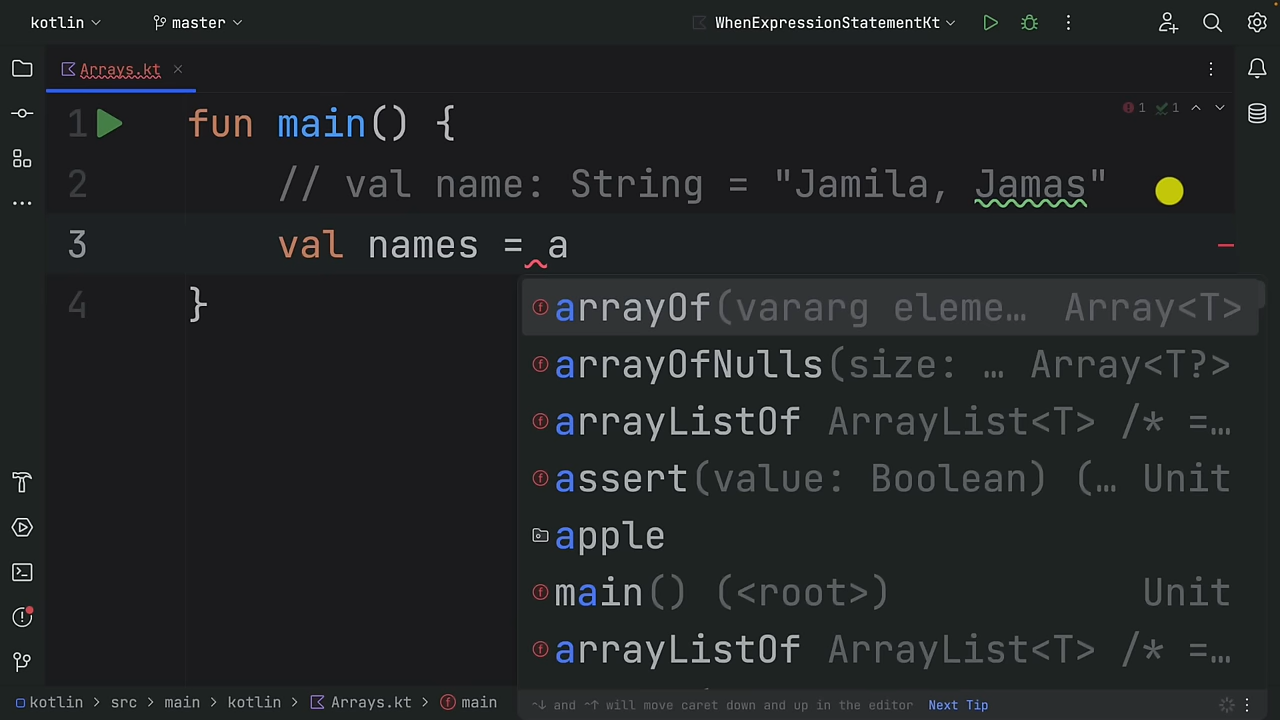 kotlin master WhenExpressionStatementKt
Arrays.kt
1 fun main() { 1 1
2 // val name: String = "Jamila, Jamas"
3 val names = a
4 }
arrayOf(vararg eleme… Array<T>
arrayOfNulls(size: … Array<T?>
arrayListOf ArrayList<T> /* =…
assert(value: Boolean) (… Unit
apple
main() (<root>) Unit
arrayListOf ArrayList<T> /* =…
kotlin > src > main > kotlin > Arrays.kt > main
and will move caret down and up in the editor Next Tip